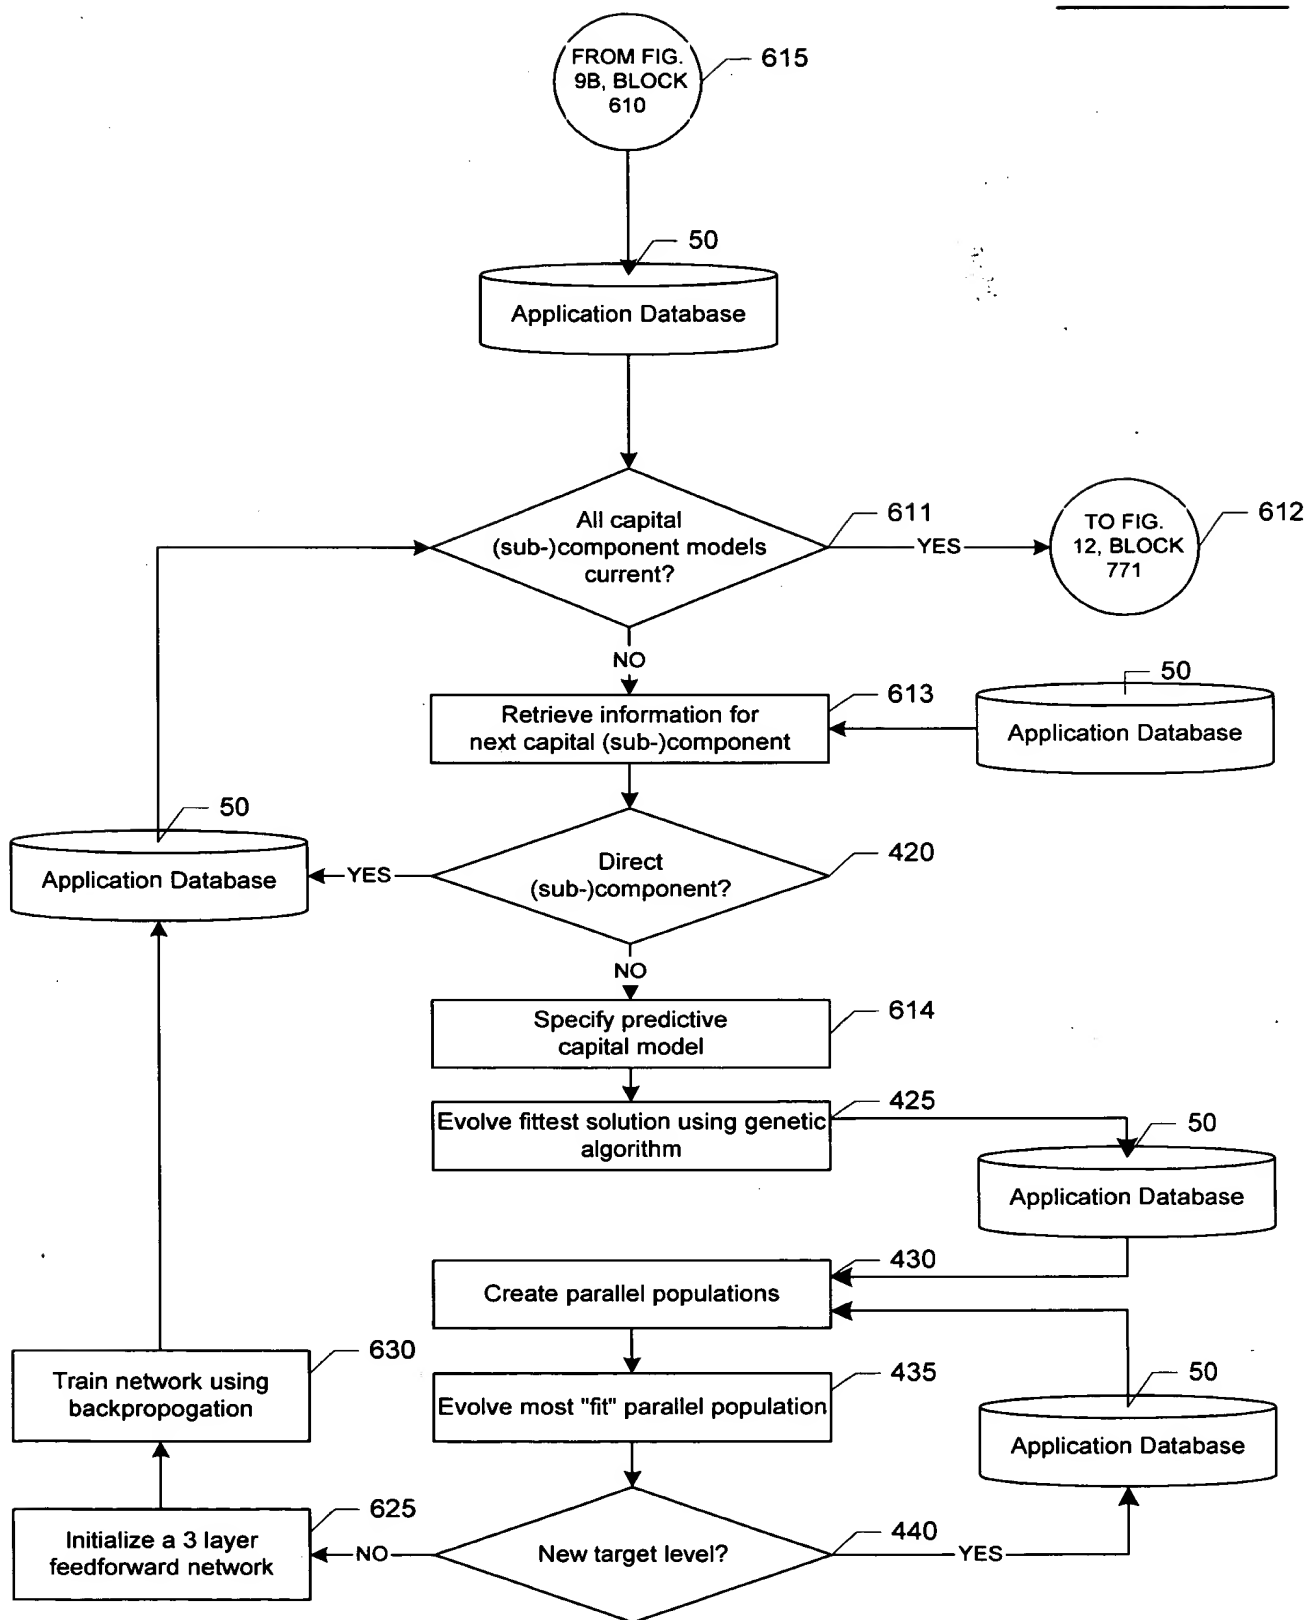 FROM FIG.
9B, BLOCK
610
615
50
Application Database
All capital
(sub-)component models
current?
611
YES
TO FIG.
12, BLOCK
771
612
NO
Retrieve information for
next capital (sub-)component
613
50
Application Database
50
Application Database
YES
Direct
(sub-)component?
420
NO
Specify predictive
capital model
614
Evolve fittest solution using genetic
algorithm
425
50
Application Database
Create parallel populations
430
Train network using
backpropogation
630
Evolve most "fit" parallel population
435
50
Application Database
Initialize a 3 layer
feedforward network
625
NO
New target level?
440
YES